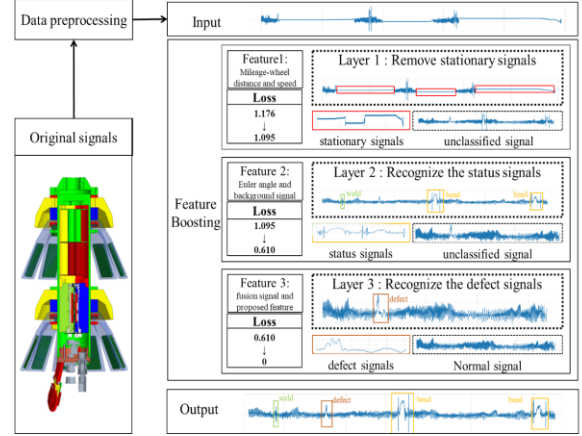 Data preprocessing
Input
Original signals
Feature
Boosting
Feature1:
Mileage-wheel
distance and speed
Loss
1.176
↓
1.095
Layer 1 : Remove stationary signals
stationary signals
unclassified signal
Feature 2:
Euler angle and
background signal
Loss
1.095
↓
0.610
Layer 2 : Recognize the status signals
weld
bend
bend
status signals
unclassified signal
Feature 3:
fusion signal and
proposed feature
Loss
0.610
↓
0
Layer 3 : Recognize the defect signals
defect
defect signals
Normal signal
Output
weld
defect
bend
bend